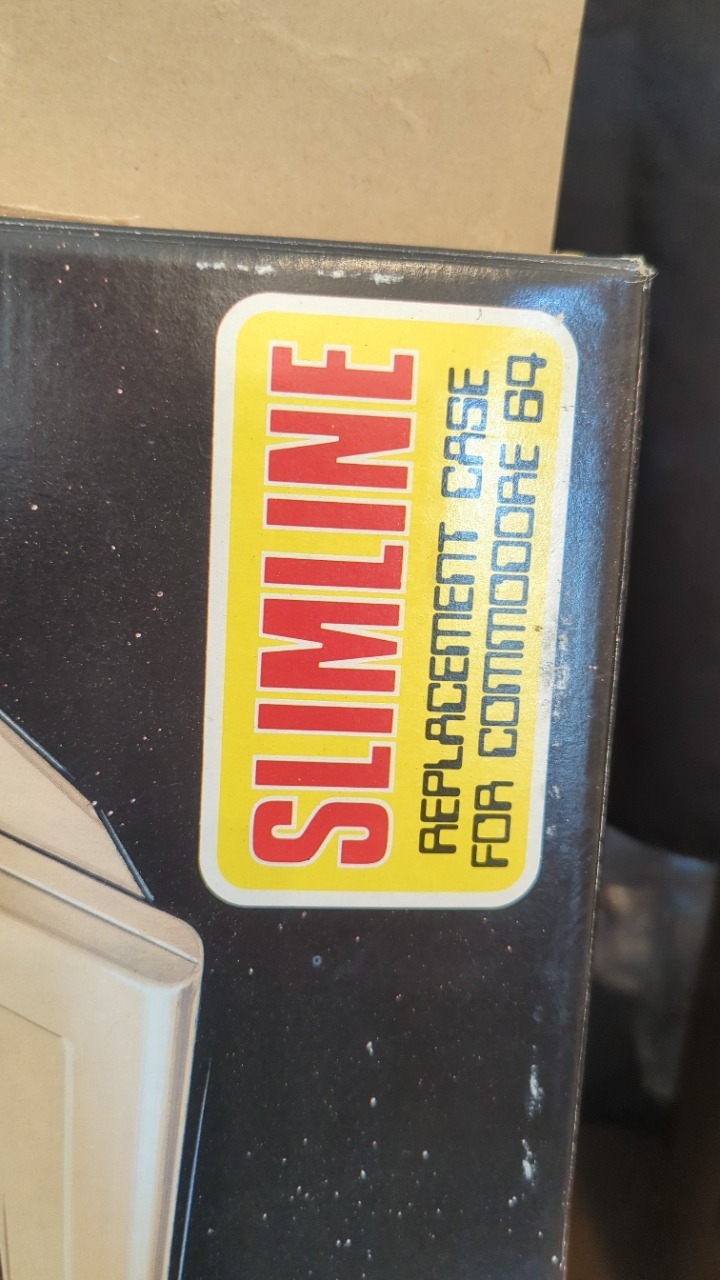 SLIMLINE
REPLACEMENT CASE
FOR COMMODORE 64